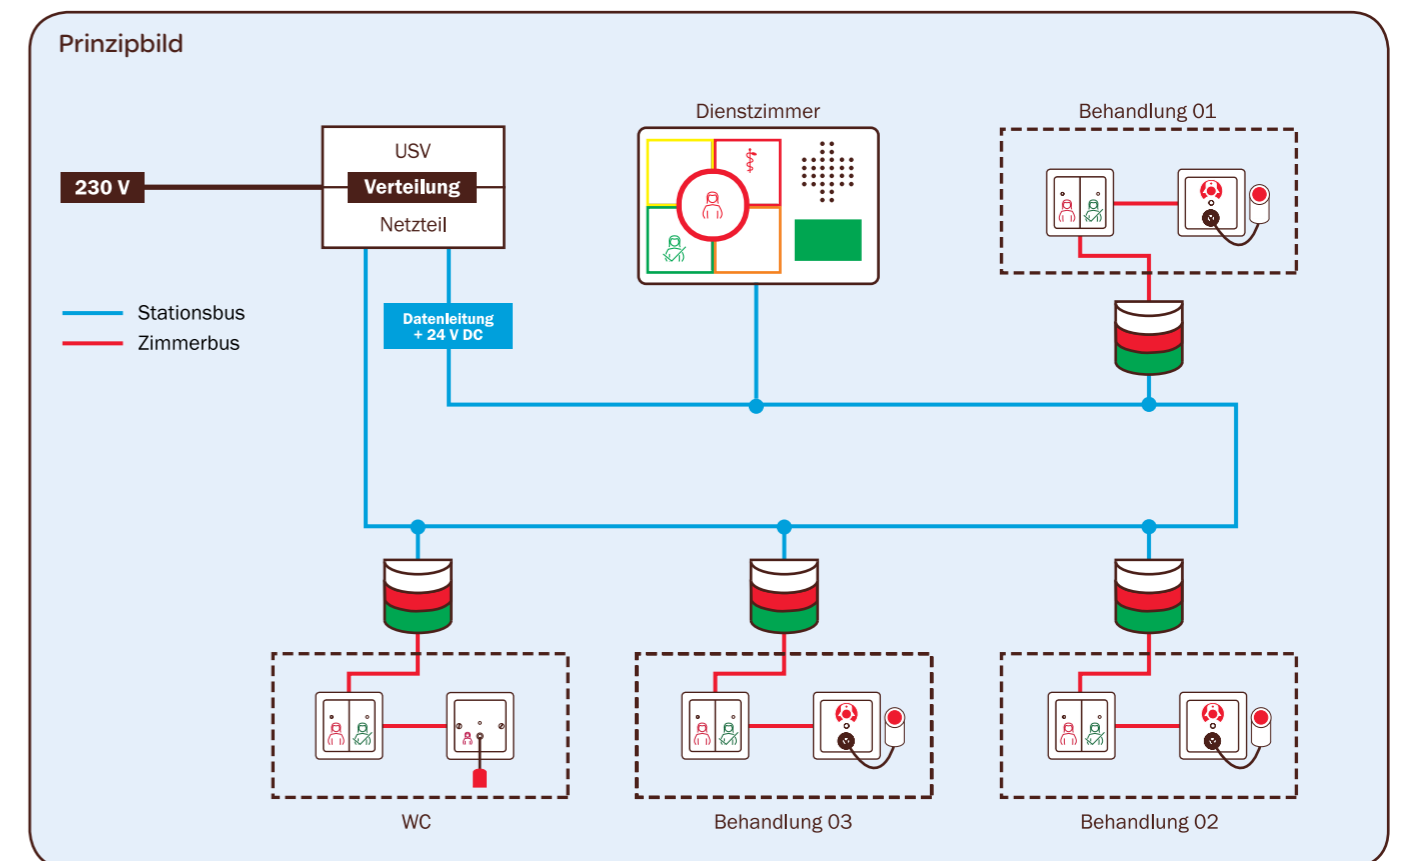 Prinzipbild
Dienstzimmer
Behandlung 01
USV
230 V
Verteilung
Netzteil
Stationsbus
Zimmerbus
Datenleitung
+ 24 V DC
WC
Behandlung 03
Behandlung 02